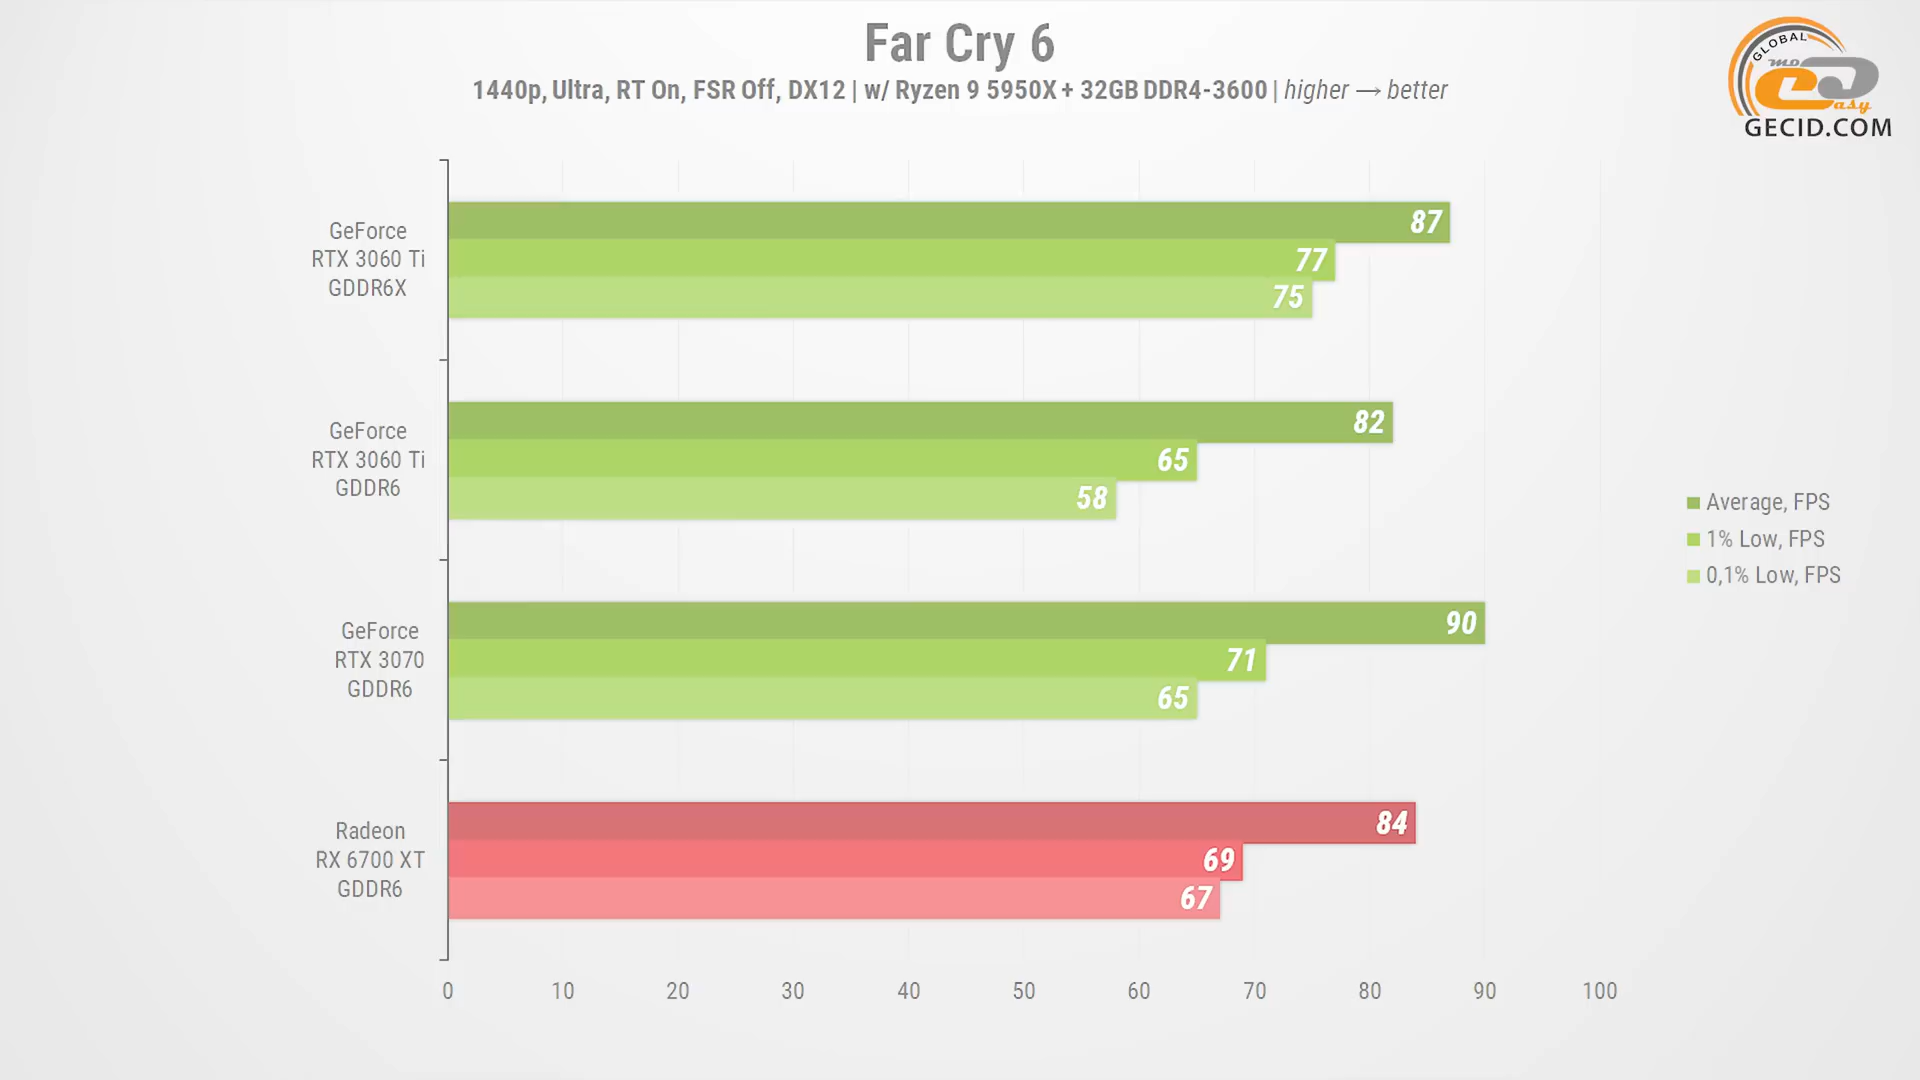 Far Cry 6
1440p, Ultra, RT On, FSR Off, DX12 | w/ Ryzen 9 5950X + 32GB DDR4-3600 | higher → better
GLOBAL
mo
easy
GECID.COM
GeForce
RTX 3060 Ti
GDDR6X
87
77
75
GeForce
RTX 3060 Ti
GDDR6
82
65
58
GeForce
RTX 3070
GDDR6
90
71
65
Radeon
RX 6700 XT
GDDR6
84
69
67
Average, FPS
1% Low, FPS
0,1% Low, FPS
0 10 20 30 40 50 60 70 80 90 100